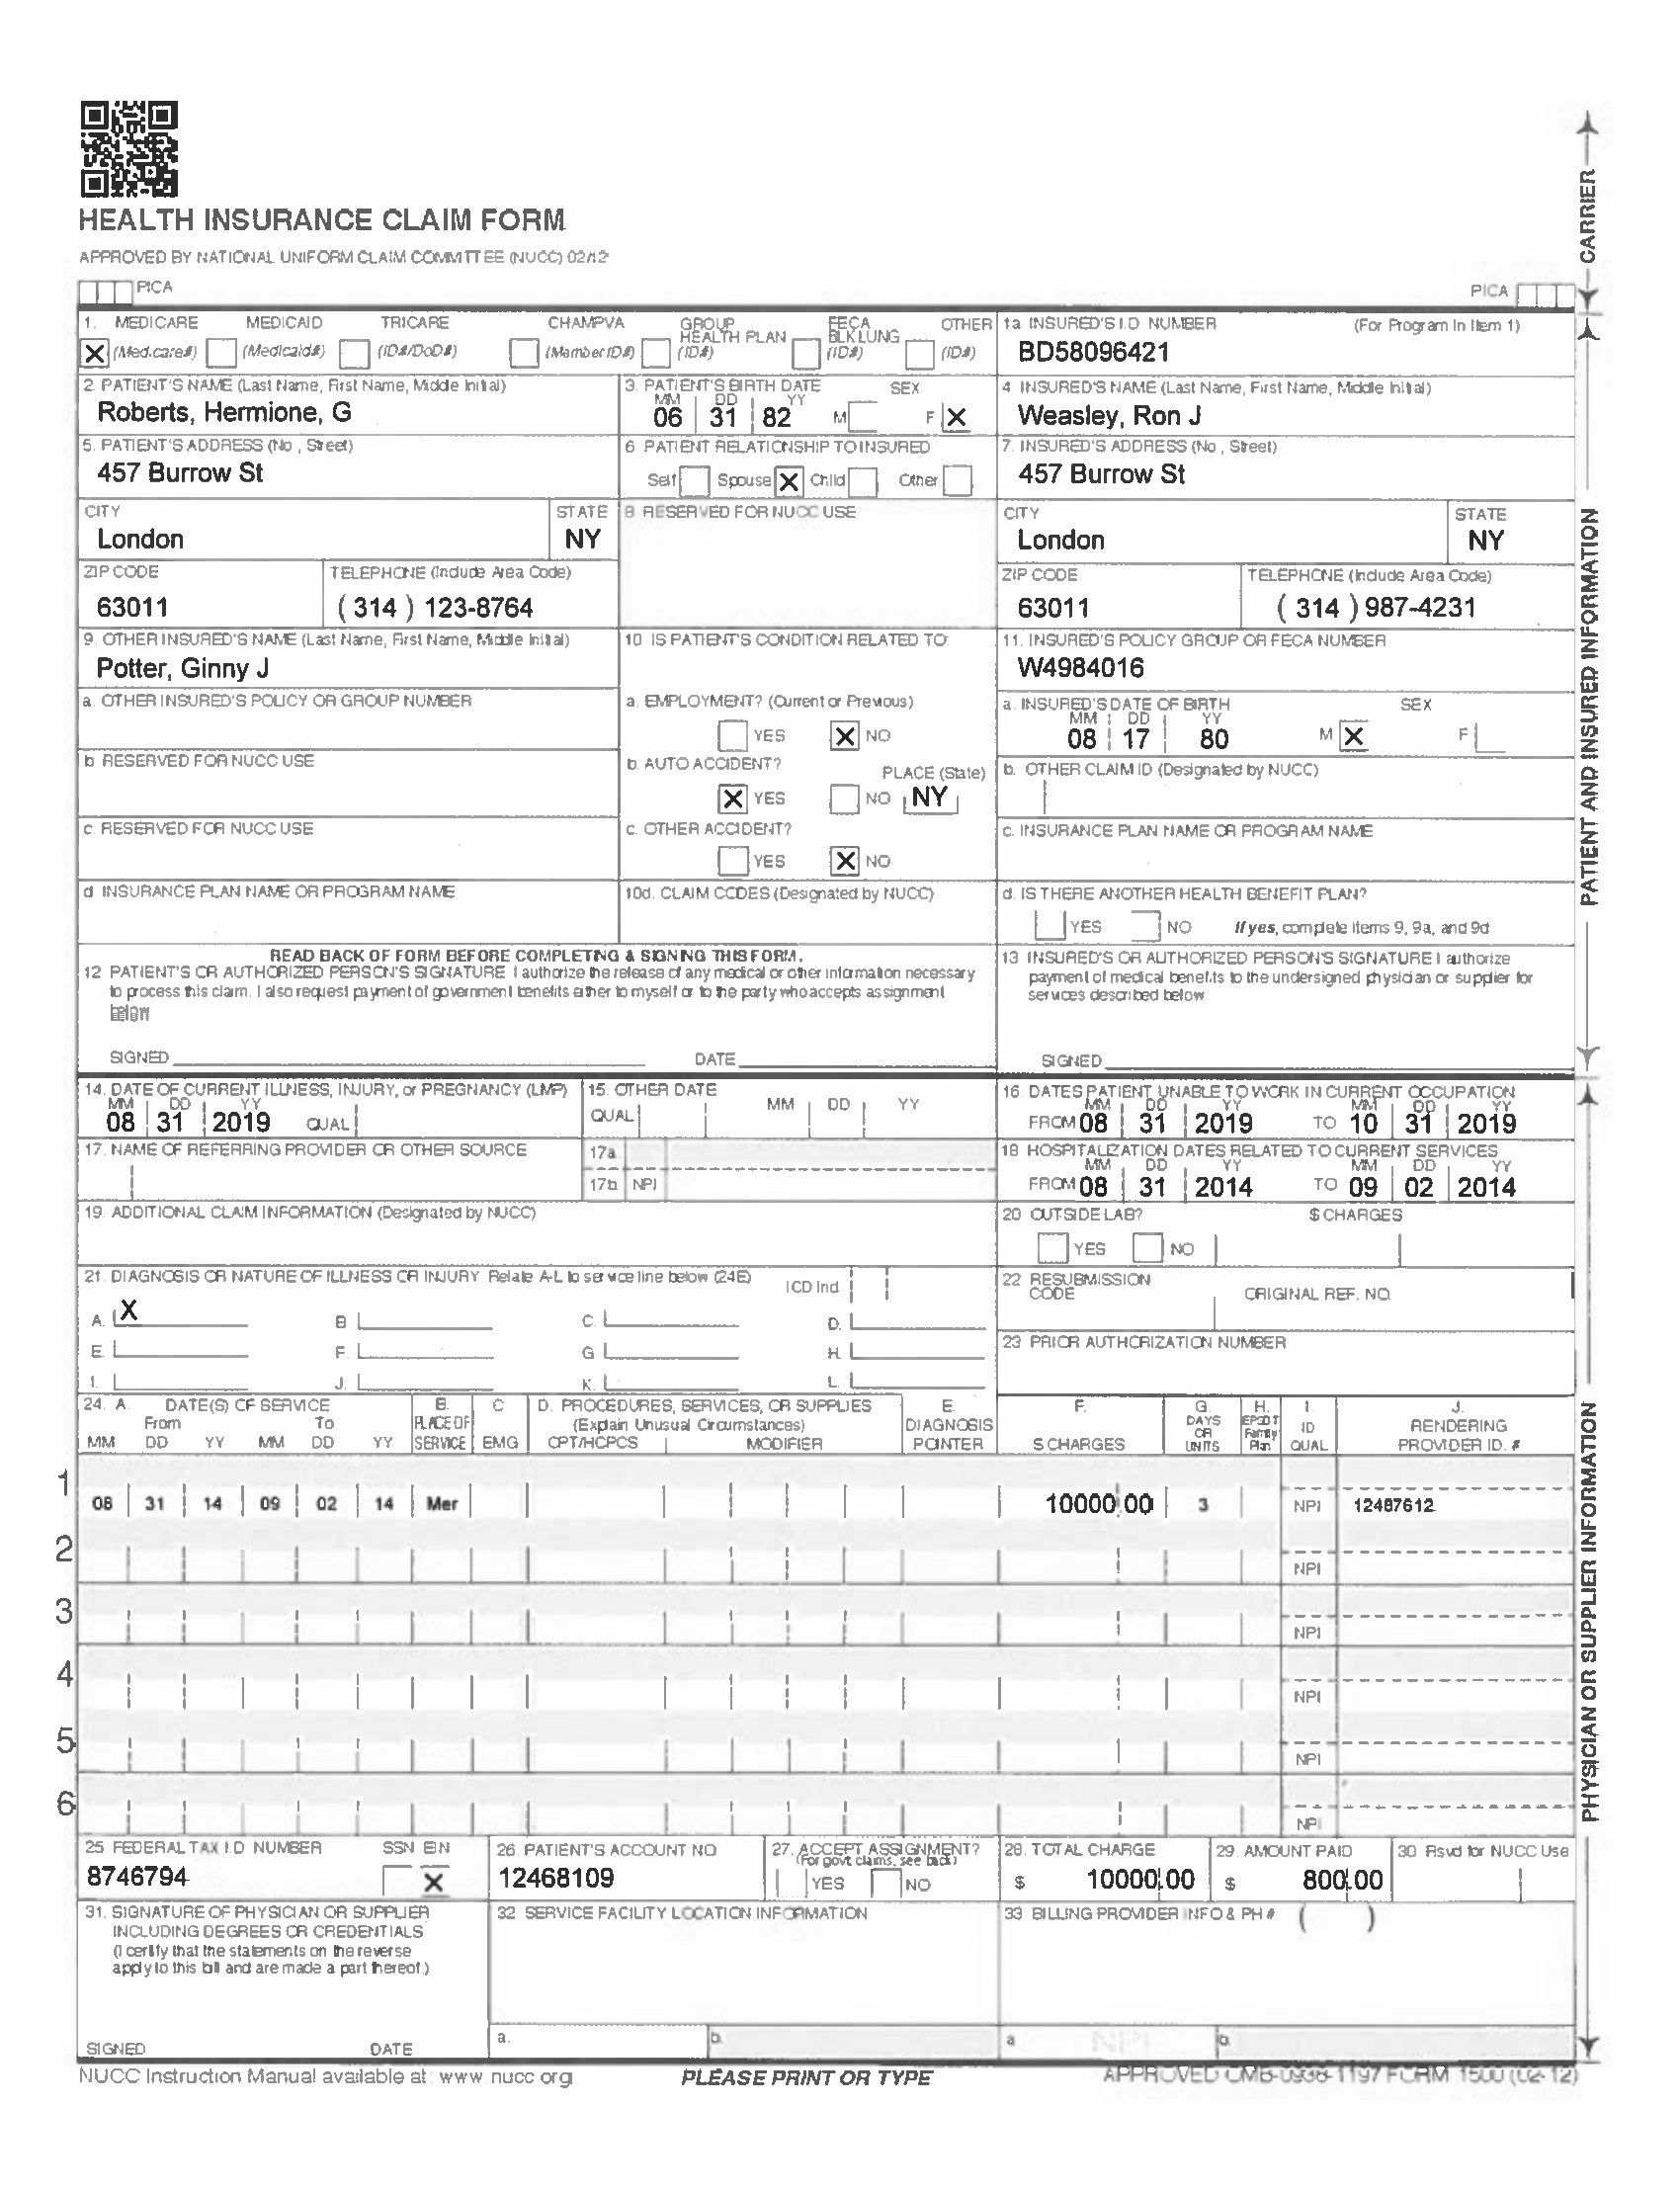 HEALTH INSURANCE CLAIM FORM
APPROVED BY NATIONAL UNIFORM CLAIM COMMITTEE (NUCC) 02/12
PICA
PICA
CARRIER
1. MEDICARE MEDICAID TRICARE CHAMPVA GROUP HEALTH PLAN FECA BLK LUNG OTHER
X (Medicare#) (Medicaid#) (ID#/DoD#) (Member ID#) (ID#) (ID#) (ID#)
1a INSURED'S I.D NUMBER (For Program In Item 1)
BD58096421
2. PATIENT'S NAME (Last Name, First Name, Middle Initial)
Roberts, Hermione, G
3. PATIENT'S BIRTH DATE SEX
MM DD YY
06 31 82 M F X
4 INSURED'S NAME (Last Name, First Name, Middle Initial)
Weasley, Ron J
5. PATIENT'S ADDRESS (No., Street)
457 Burrow St
6 PATIENT RELATIONSHIP TO INSURED
Self Spouse X Child Other
7. INSURED'S ADDRESS (No., Street)
457 Burrow St
CITY STATE
London NY
8 RESERVED FOR NUCC USE
CITY STATE
London NY
ZIP CODE TELEPHONE (Include Area Code)
63011 ( 314 ) 123-8764
ZIP CODE TELEPHONE (Include Area Code)
63011 ( 314 ) 987-4231
9. OTHER INSURED'S NAME (Last Name, First Name, Middle Initial)
Potter, Ginny J
10 IS PATIENT'S CONDITION RELATED TO:
11. INSURED'S POLICY GROUP OR FECA NUMBER
W4984016
a. OTHER INSURED'S POLICY OR GROUP NUMBER
a. EMPLOYMENT? (Current or Previous)
YES X NO
a. INSURED'S DATE OF BIRTH SEX
MM DD YY
08 17 80 M X F
b RESERVED FOR NUCC USE
b. AUTO ACCIDENT? PLACE (State)
X YES NO NY
b. OTHER CLAIM ID (Designated by NUCC)
c. RESERVED FOR NUCC USE
c. OTHER ACCIDENT?
YES X NO
c. INSURANCE PLAN NAME OR PROGRAM NAME
d INSURANCE PLAN NAME OR PROGRAM NAME
10d. CLAIM CODES (Designated by NUCC)
d. IS THERE ANOTHER HEALTH BENEFIT PLAN?
YES NO If yes, complete items 9, 9a, and 9d
PATIENT AND INSURED INFORMATION
READ BACK OF FORM BEFORE COMPLETING & SIGNING THIS FORM.
12 PATIENT'S OR AUTHORIZED PERSON'S SIGNATURE I authorize the release of any medical or other information necessary
to process this claim. I also request payment of government benefits either to myself or to the party who accepts assignment
below
SIGNED DATE
13 INSURED'S OR AUTHORIZED PERSON'S SIGNATURE I authorize
payment of medical benefits to the undersigned physician or supplier for
services described below
SIGNED
14. DATE OF CURRENT ILLNESS, INJURY, or PREGNANCY (LMP)
MM DD YY
08 31 2019 QUAL
15. OTHER DATE
QUAL MM DD YY
16 DATES PATIENT UNABLE TO WORK IN CURRENT OCCUPATION
MM DD YY MM DD YY
FROM 08 31 2019 TO 10 31 2019
17. NAME OF REFERRING PROVIDER OR OTHER SOURCE
17a
17b NPI
18 HOSPITALIZATION DATES RELATED TO CURRENT SERVICES
MM DD YY MM DD YY
FROM 08 31 2014 TO 09 02 2014
19. ADDITIONAL CLAIM INFORMATION (Designated by NUCC)
20 OUTSIDE LAB? $ CHARGES
YES NO
21. DIAGNOSIS OR NATURE OF ILLNESS OR INJURY Relate A-L to service line below (24E) ICD Ind
A. X B C. D.
E. F. G H.
I. J. K. L.
22 RESUBMISSION CODE ORIGINAL REF. NO.
23 PRIOR AUTHORIZATION NUMBER
24. A. DATE(S) OF SERVICE B. C D. PROCEDURES, SERVICES, OR SUPPLIES E. F. G. H. I J.
From To PLACE OF (Explain Unusual Circumstances) DIAGNOSIS DAYS OR EPSDT Family ID RENDERING
MM DD YY MM DD YY SERVICE EMG CPT/HCPCS MODIFIER POINTER $ CHARGES UNITS Plan QUAL PROVIDER ID. #
1
08 31 14 09 02 14 Mer 10000 00 3 NPI 12487612
2
NPI
3
NPI
4
NPI
5
NPI
6
NPI
PHYSICIAN OR SUPPLIER INFORMATION
25 FEDERAL TAX I.D NUMBER SSN EIN
8746794 X
26 PATIENT'S ACCOUNT NO
12468109
27. ACCEPT ASSIGNMENT?
(For govt claims, see back)
YES NO
28. TOTAL CHARGE
$ 10000.00
29. AMOUNT PAID
$ 800.00
30 Rsvd for NUCC Use
31. SIGNATURE OF PHYSICIAN OR SUPPLIER
INCLUDING DEGREES OR CREDENTIALS
(I certify that the statements on the reverse
apply to this bill and are made a part thereof.)
SIGNED DATE
32 SERVICE FACILITY LOCATION INFORMATION
a. b.
33 BILLING PROVIDER INFO & PH # ( )
a NPI b.
NUCC Instruction Manual available at: www.nucc.org
PLEASE PRINT OR TYPE
APPROVED OMB-0938-1197 FORM 1500 (02-12)